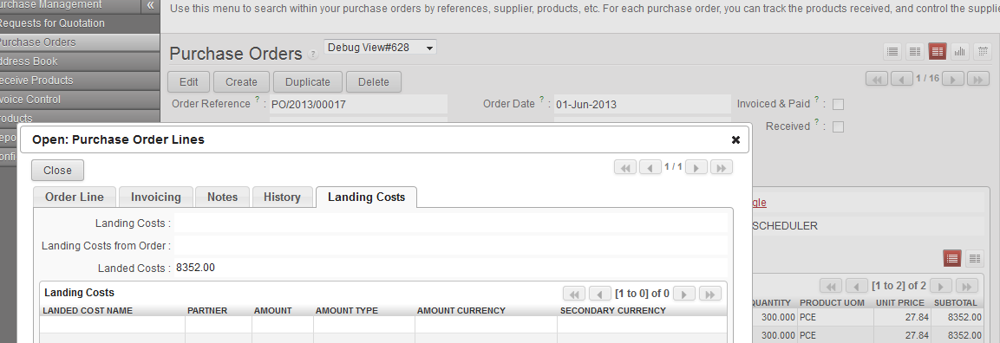 urchase Management «
Requests for Quotation
Purchase Orders
ddress Book
eceive Products
voice Control
roducts
epo
onfi
Use this menu to search within your purchase orders by references, supplier, products, etc. For each purchase order, you can track the products received, and control the supplie
Purchase Orders ? Debug View#628
Edit Create Duplicate Delete 1 / 16
Order Reference ? : PO/2013/00017 Order Date ? : 01-Jun-2013 Invoiced & Paid ? :
Received ? :
Open: Purchase Order Lines
Close 1 / 1
Order Line Invoicing Notes History Landing Costs
Landing Costs :
Landing Costs from Order :
Landed Costs : 8352.00
Landing Costs [1 to 0] of 0
LANDED COST NAME PARTNER AMOUNT AMOUNT TYPE AMOUNT CURRENCY SECONDARY CURRENCY
gle
SCHEDULER
[1 to 2] of 2
QUANTITY PRODUCT UOM UNIT PRICE SUBTOTAL
300.000 PCE 27.84 8352.00
300.000 PCE 27.84 8352.00